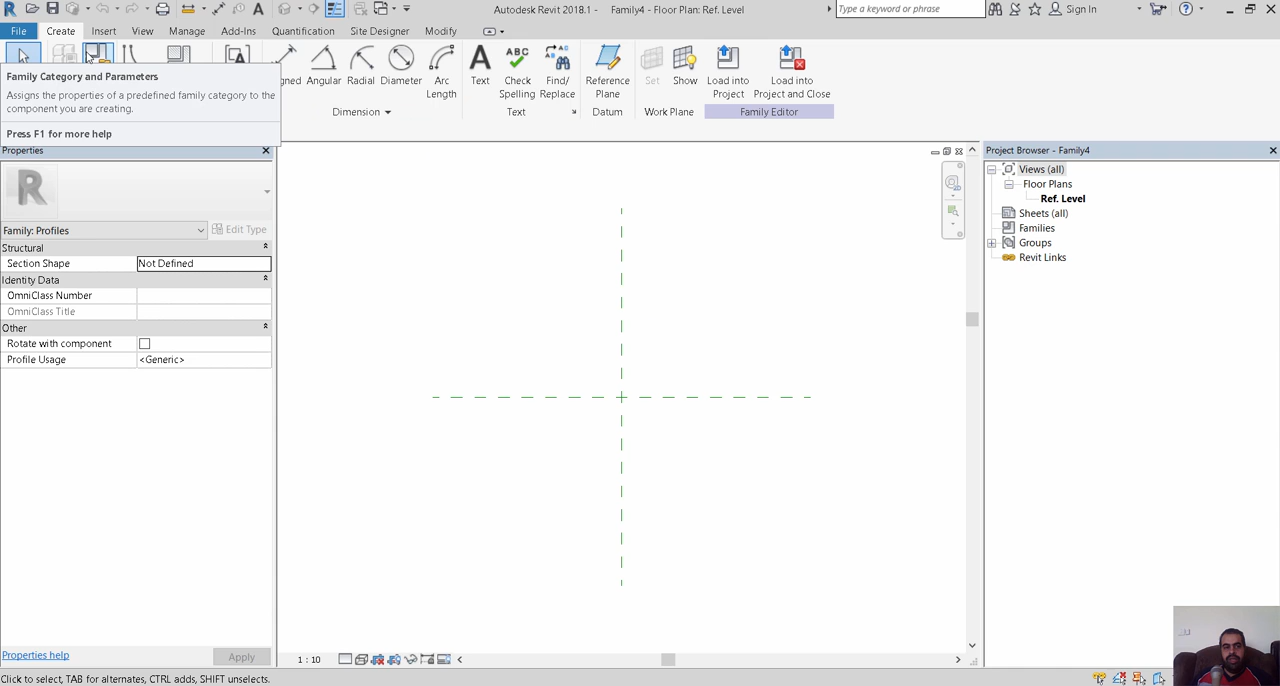 Autodesk Revit 2018.1 - Family4 - Floor Plan: Ref. Level
Type a keyword or phrase
Sign In
File Create Insert View Manage Add-Ins Quantification Site Designer Modify
Family Category and Parameters
Assigns the properties of a predefined family category to the
component you are creating.
Press F1 for more help
gned Angular Radial Diameter Arc
Length
Dimension
Text Check
Spelling Find/
Replace
Text
Reference
Plane
Datum
Set Show
Work Plane
Load into
Project Load into
Project and Close
Family Editor
Properties
Family: Profiles
Edit Type
Structural
Section Shape Not Defined
Identity Data
OmniClass Number
OmniClass Title
Other
Rotate with component
Profile Usage <Generic>
Properties help
Apply
Project Browser - Family4
Views (all)
Floor Plans
Ref. Level
Sheets (all)
Families
Groups
Revit Links
1 : 10
Click to select, TAB for alternates, CTRL adds, SHIFT unselects.